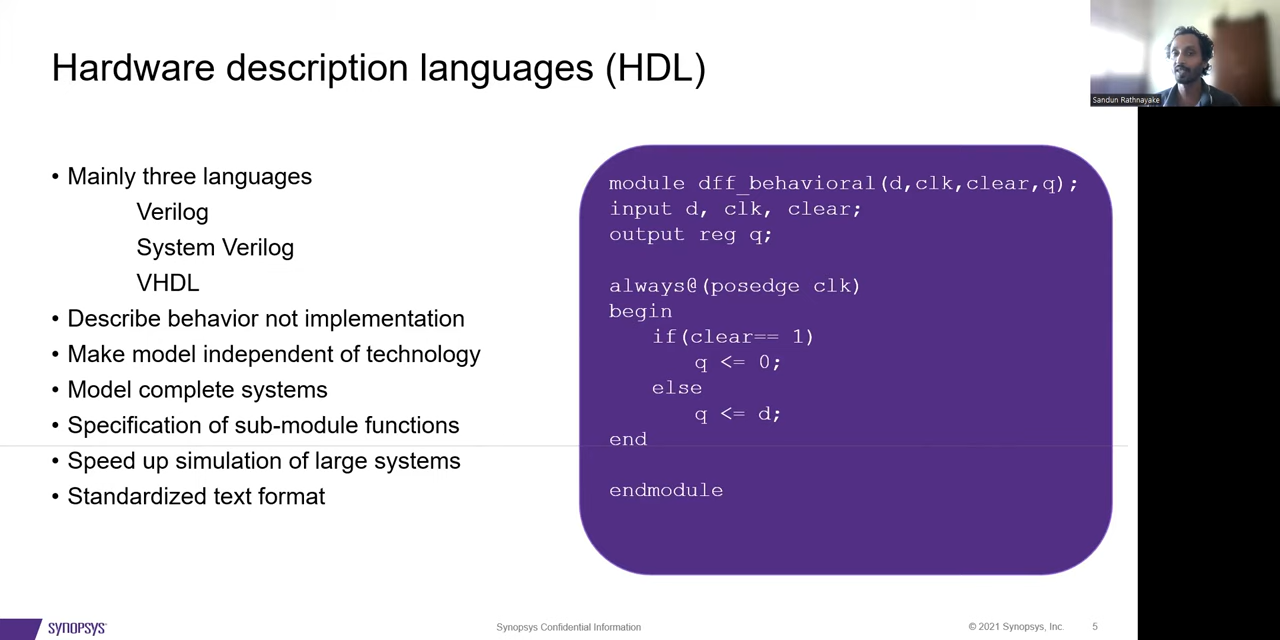 Hardware description languages (HDL)
Sandun Rathnayake
• Mainly three languages
Verilog
System Verilog
VHDL
• Describe behavior not implementation
• Make model independent of technology
• Model complete systems
• Specification of sub-module functions
• Speed up simulation of large systems
• Standardized text format
module dff_behavioral(d,clk,clear,q);
input d, clk, clear;
output reg q;
always@(posedge clk)
begin
if(clear== 1)
q <= 0;
else
q <= d;
end
endmodule
SYNOPSYS®
Synopsys Confidential Information
© 2021 Synopsys, Inc.
5